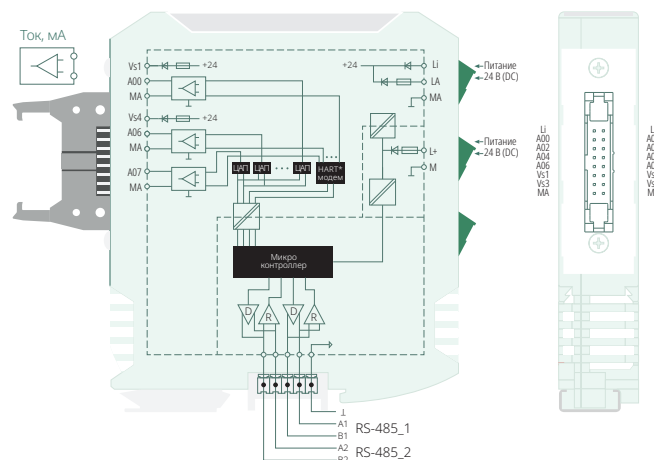 Ток, мА
Vs1
+24
A00
MA
Vs4
+24
A06
MA
A07
MA
ЦАП
ЦАП
ЦАП
HART*
модем
+24
Li
LA
MA
L+
M
Питание
24 В (DC)
Питание
24 В (DC)
Микро
контроллер
D
R
D
R
⊥
A1
B1
RS-485_1
A2
B2
RS-485_2
Li
A00
A02
A04
A06
Vs1
Vs3
MA